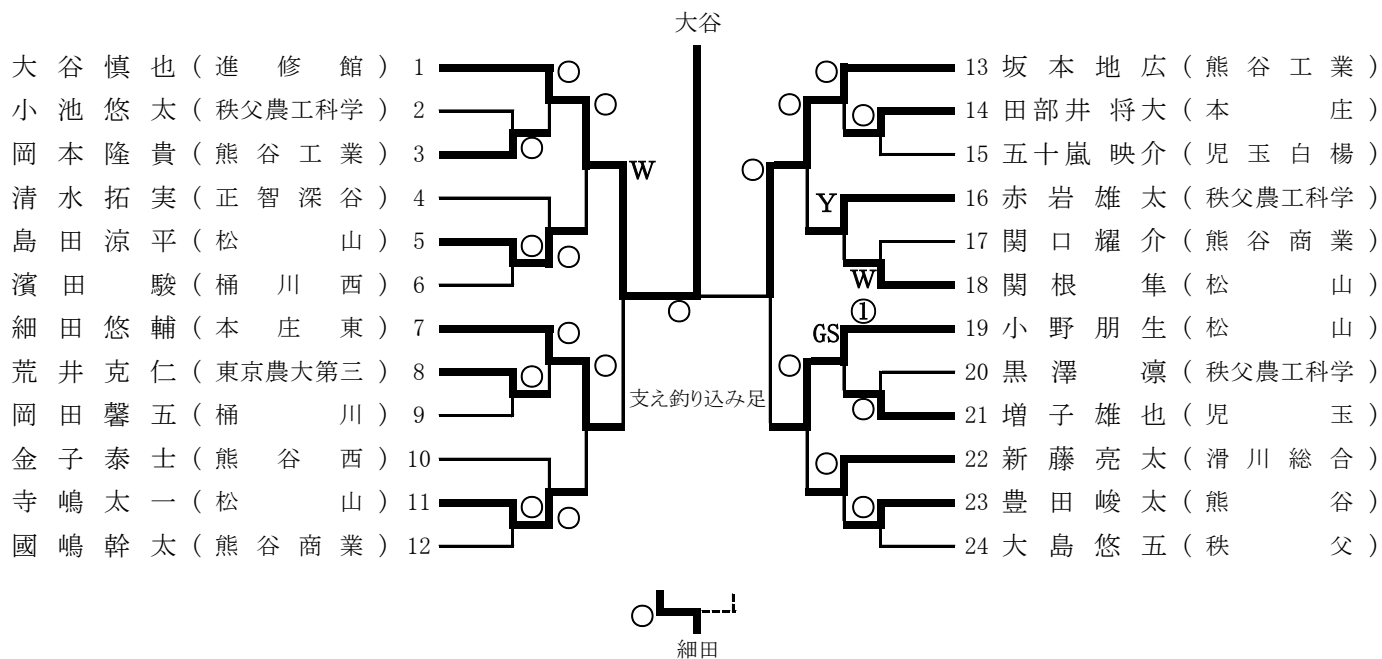 大谷
大谷慎也(進修館) 1
小池悠太(秩父農工科学) 2
岡本隆貴(熊谷工業) 3
清水拓実(正智深谷) 4
島田涼平(松山) 5
濱田駿(桶川西) 6
細田悠輔(本庄東) 7
荒井克仁(東京農大第三) 8
岡田馨五(桶川) 9
金子泰士(熊谷西) 10
寺嶋太一(松山) 11
國嶋幹太(熊谷商業) 12
W
支え釣り込み足
Y
W
①
GS
13 坂本地広(熊谷工業)
14 田部井将大(本庄)
15 五十嵐映介(児玉白楊)
16 赤岩雄太(秩父農工科学)
17 関口耀介(熊谷商業)
18 関根隼(松山)
19 小野朋生(松山)
20 黒澤凛(秩父農工科学)
21 増子雄也(児玉)
22 新藤亮太(滑川総合)
23 豊田峻太(熊谷)
24 大島悠五(秩父)
細田